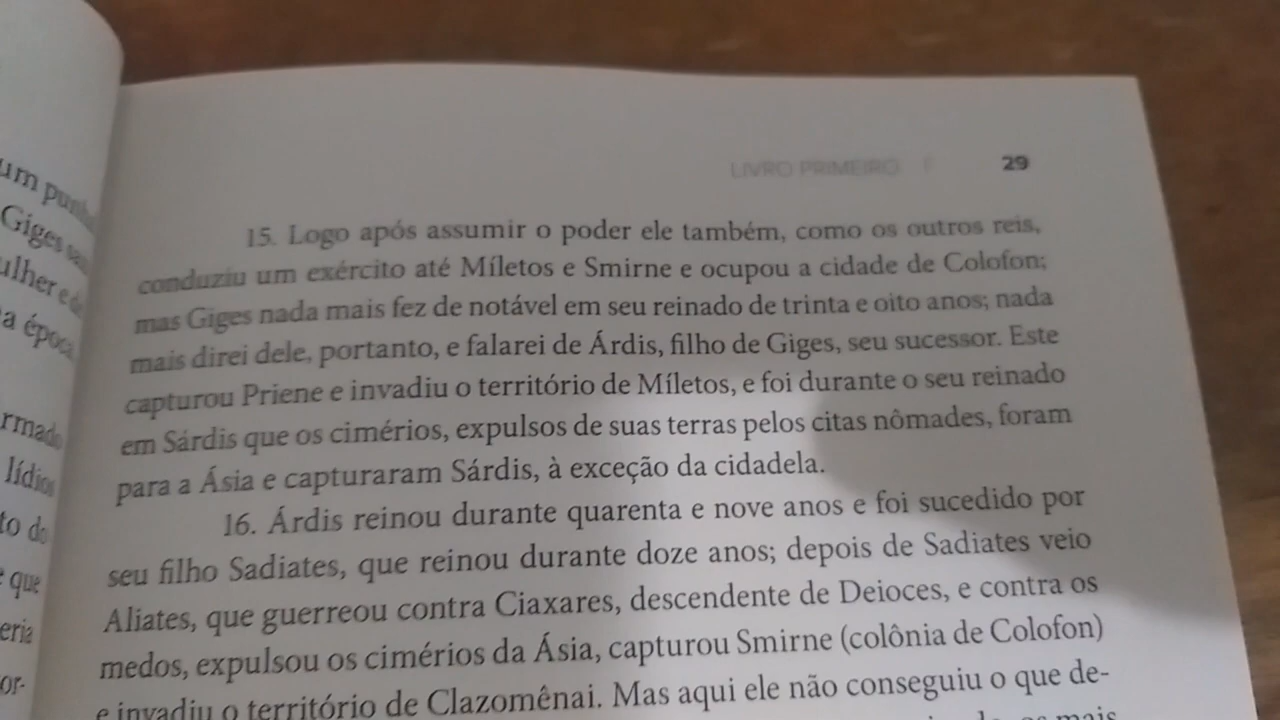 um
Giges
a época
lídios
que
or-
LIVRO PRIMEIRO 29
15. Logo após assumir o poder ele também, como os outros reis,
conduziu um exército até Míletos e Smirne e ocupou a cidade de Colofon;
mas Giges nada mais fez de notável em seu reinado de trinta e oito anos; nada
mais direi dele, portanto, e falarei de Árdis, filho de Giges, seu sucessor. Este
capturou Priene e invadiu o território de Míletos, e foi durante o seu reinado
em Sárdis que os cimérios, expulsos de suas terras pelos citas nômades, foram
para a Ásia e capturaram Sárdis, à exceção da cidadela.
16. Árdis reinou durante quarenta e nove anos e foi sucedido por
seu filho Sadiates, que reinou durante doze anos; depois de Sadiates veio
Aliates, que guerreou contra Ciaxares, descendente de Deioces, e contra os
medos, expulsou os cimérios da Ásia, capturou Smirne (colônia de Colofon)
e invadiu o território de Clazomênai. Mas aqui ele não conseguiu o que de-
mais